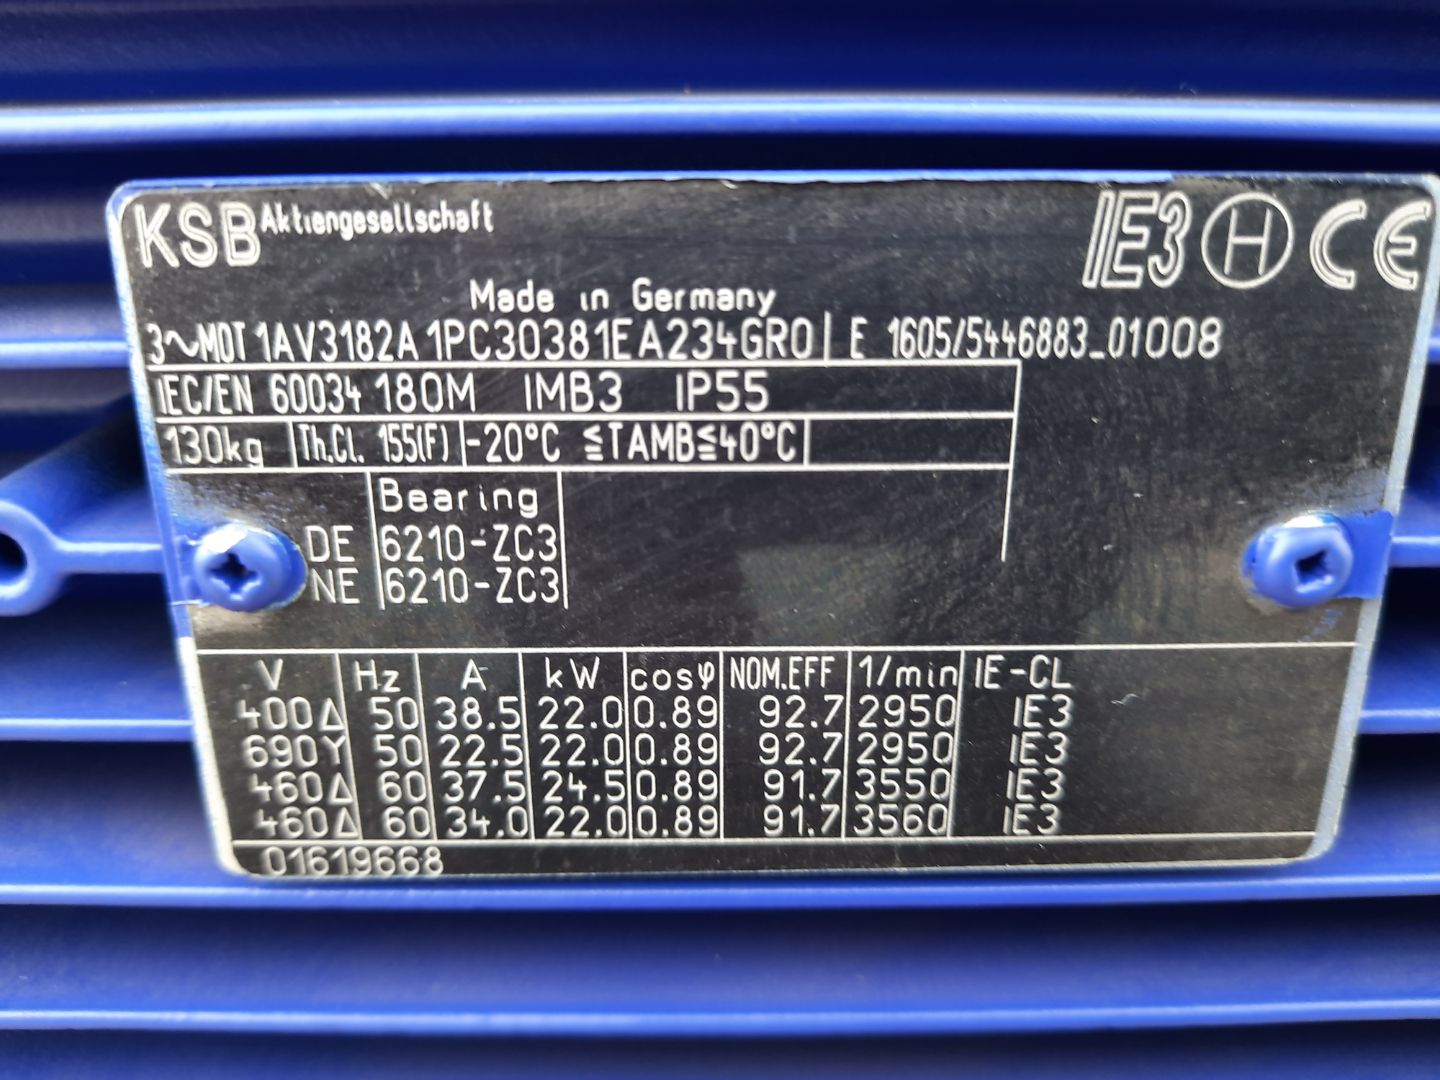 KSB Aktiengesellschaft IE3 H CE
Made in Germany
3~MOT 1AV3182A 1PC30381EA234GR0 E 1605/5446883_01008
IEC/EN 60034 180M IMB3 IP55
130kg Th.Cl. 155(F) -20°C ≤TAMB≤40°C
Bearing
DE 6210-ZC3
NE 6210-ZC3
V Hz A kW cosφ NOM.EFF 1/min IE-CL
400Δ 50 38.5 22.0 0.89 92.7 2950 IE3
690Y 50 22.5 22.0 0.89 92.7 2950 IE3
460Δ 60 37.5 24.5 0.89 91.7 3550 IE3
460Δ 60 34.0 22.0 0.89 91.7 3560 IE3
01619668